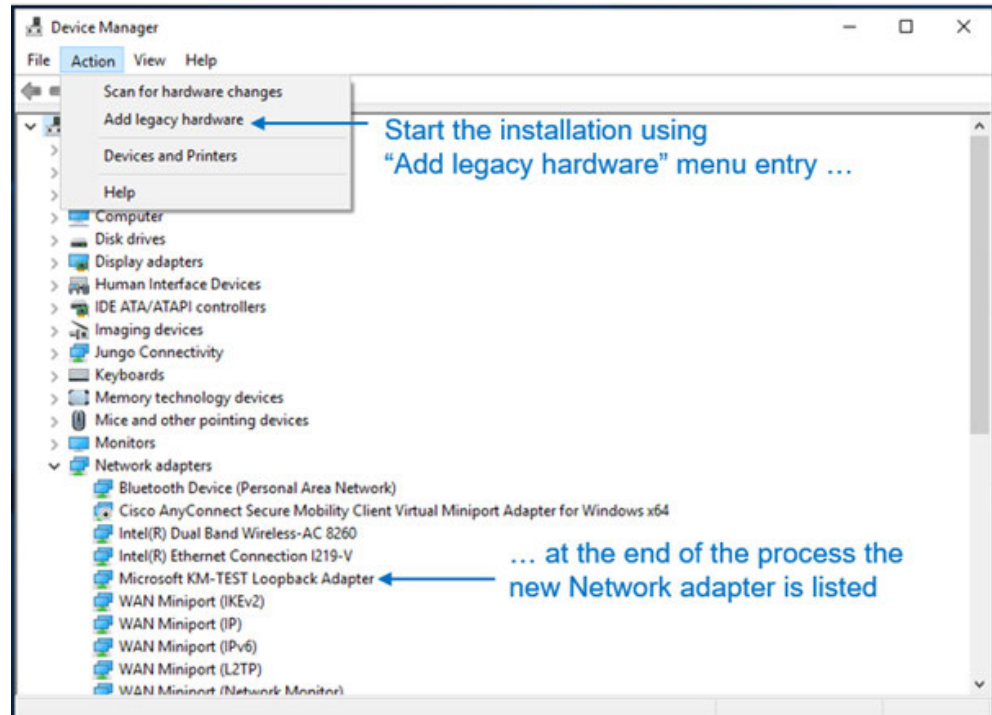 Device Manager
File Action View Help
Scan for hardware changes
Add legacy hardware
Start the installation using
“Add legacy hardware” menu entry …
Devices and Printers
Help
Computer
Disk drives
Display adapters
Human Interface Devices
IDE ATA/ATAPI controllers
Imaging devices
Jungo Connectivity
Keyboards
Memory technology devices
Mice and other pointing devices
Monitors
Network adapters
Bluetooth Device (Personal Area Network)
Cisco AnyConnect Secure Mobility Client Virtual Miniport Adapter for Windows x64
Intel(R) Dual Band Wireless-AC 8260
Intel(R) Ethernet Connection I219-V
… at the end of the process the
Microsoft KM-TEST Loopback Adapter
new Network adapter is listed
WAN Miniport (IKEv2)
WAN Miniport (IP)
WAN Miniport (IPv6)
WAN Miniport (L2TP)
WAN Miniport (Network Monitor)